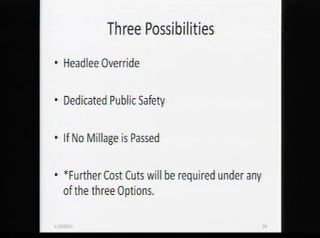 Three Possibilities
• Headlee Override
• Dedicated Public Safety
• If No Millage is Passed
• *Further Cost Cuts will be required under any
of the three Options.